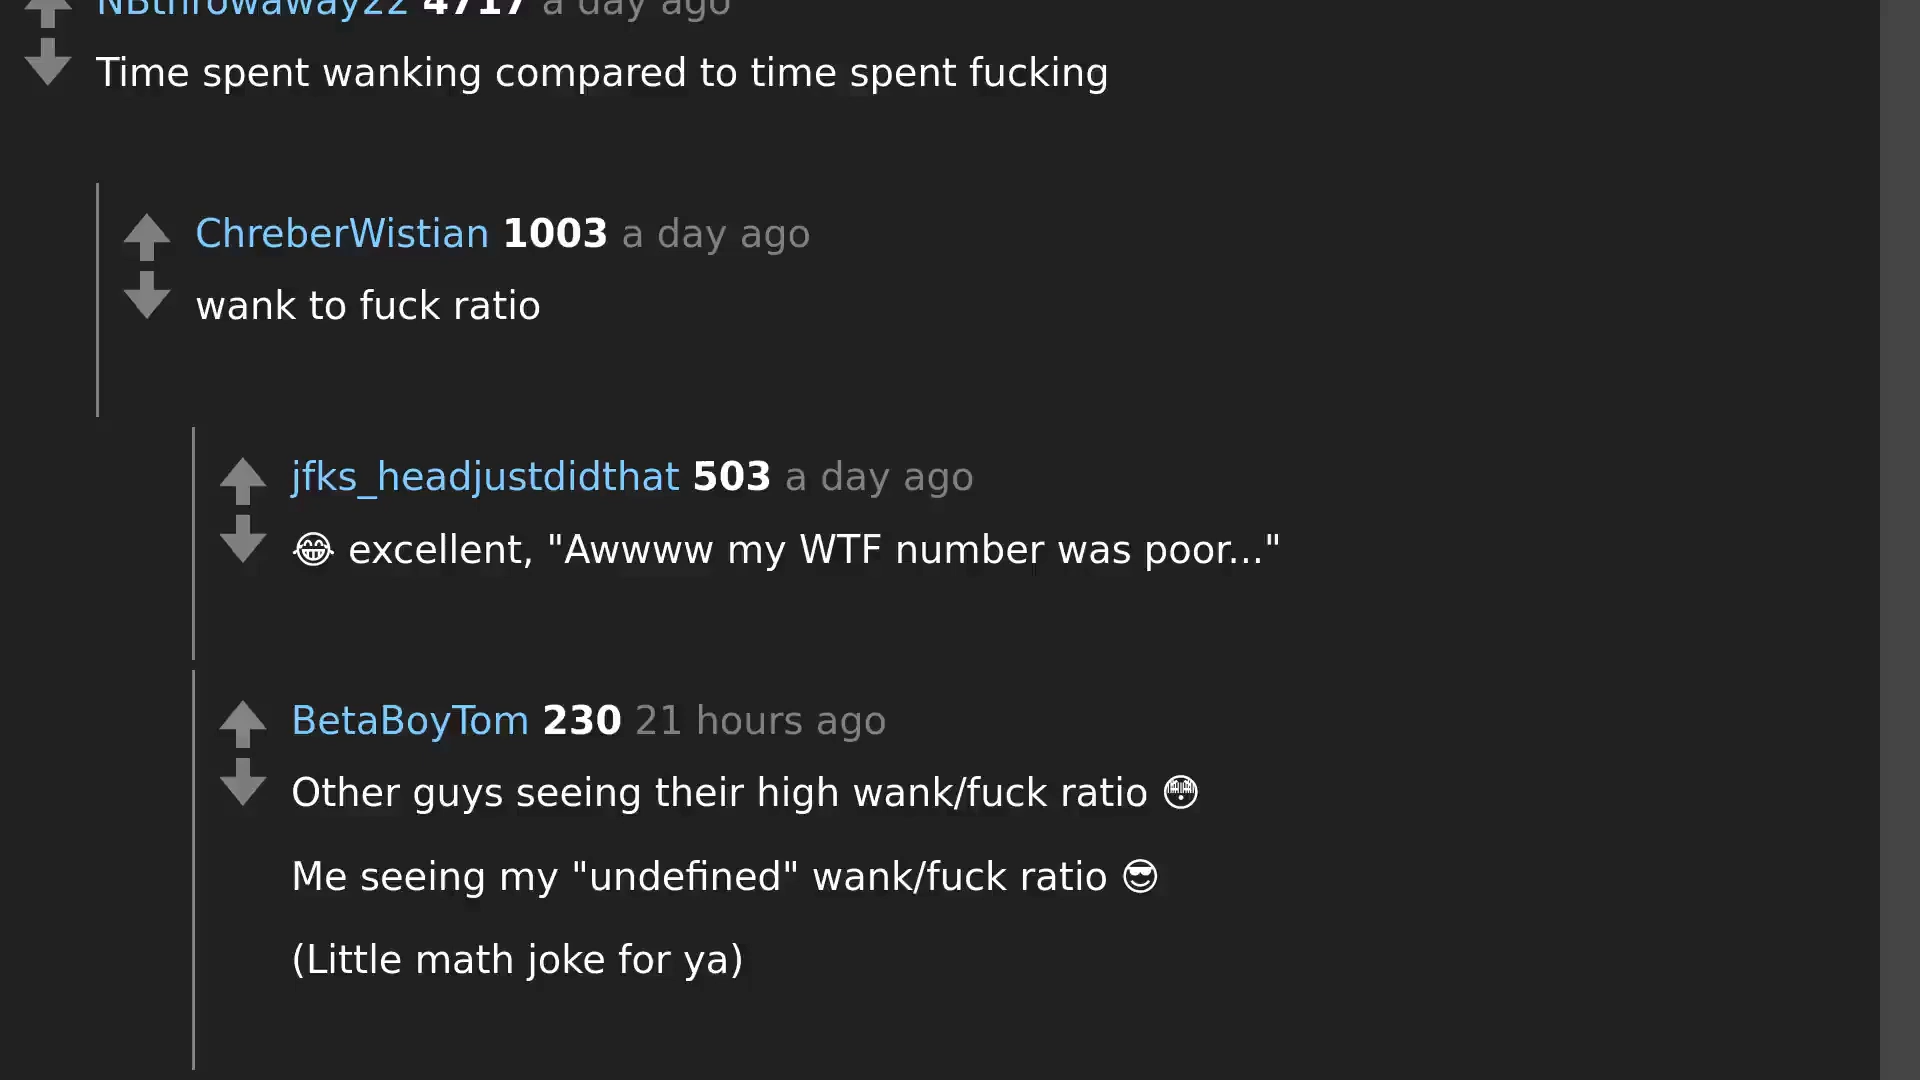 NBthrowaway22 4717 a day ago
Time spent wanking compared to time spent fucking
ChreberWistian 1003 a day ago
wank to fuck ratio
jfks_headjustdidthat 503 a day ago
😂 excellent, "Awwww my WTF number was poor..."
BetaBoyTom 230 21 hours ago
Other guys seeing their high wank/fuck ratio 😳
Me seeing my "undefined" wank/fuck ratio 😎
(Little math joke for ya)